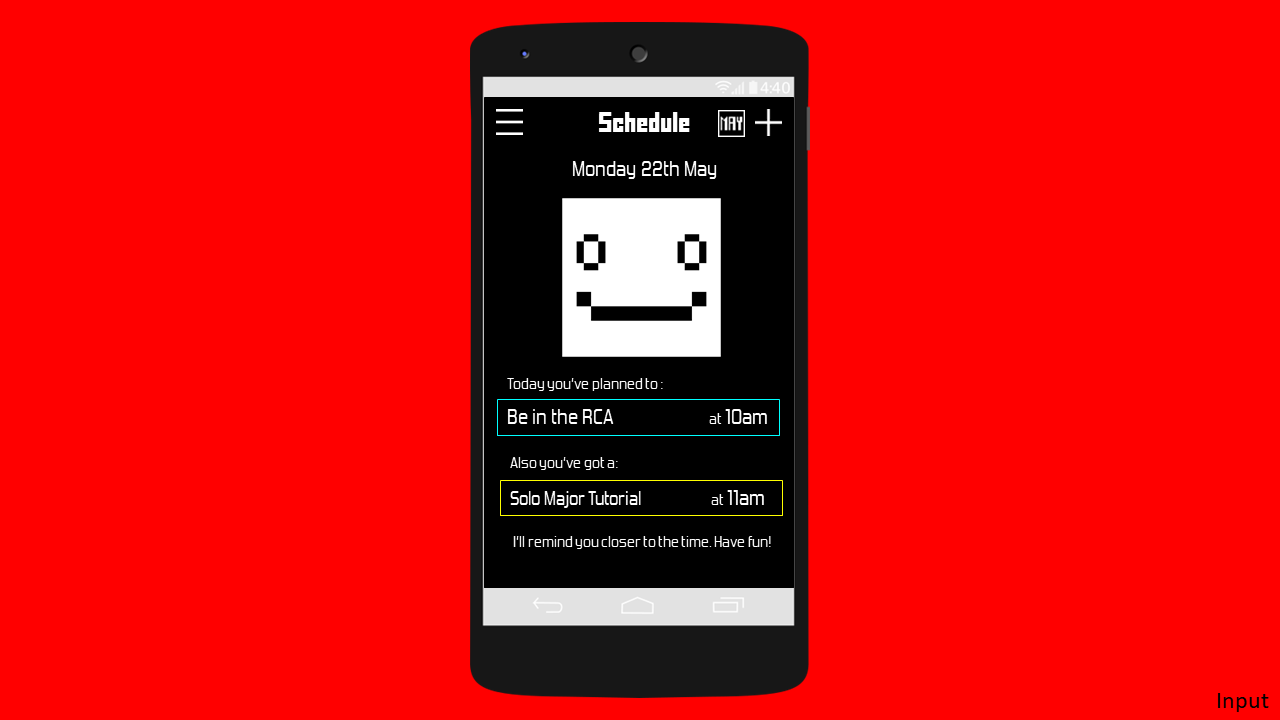 4:40
Schedule
MAY
Monday 22th May
Today you've planned to :
Be in the RCA at 10am
Also you've got a:
Solo Major Tutorial at 11am
I'll remind you closer to the time. Have fun!
Input